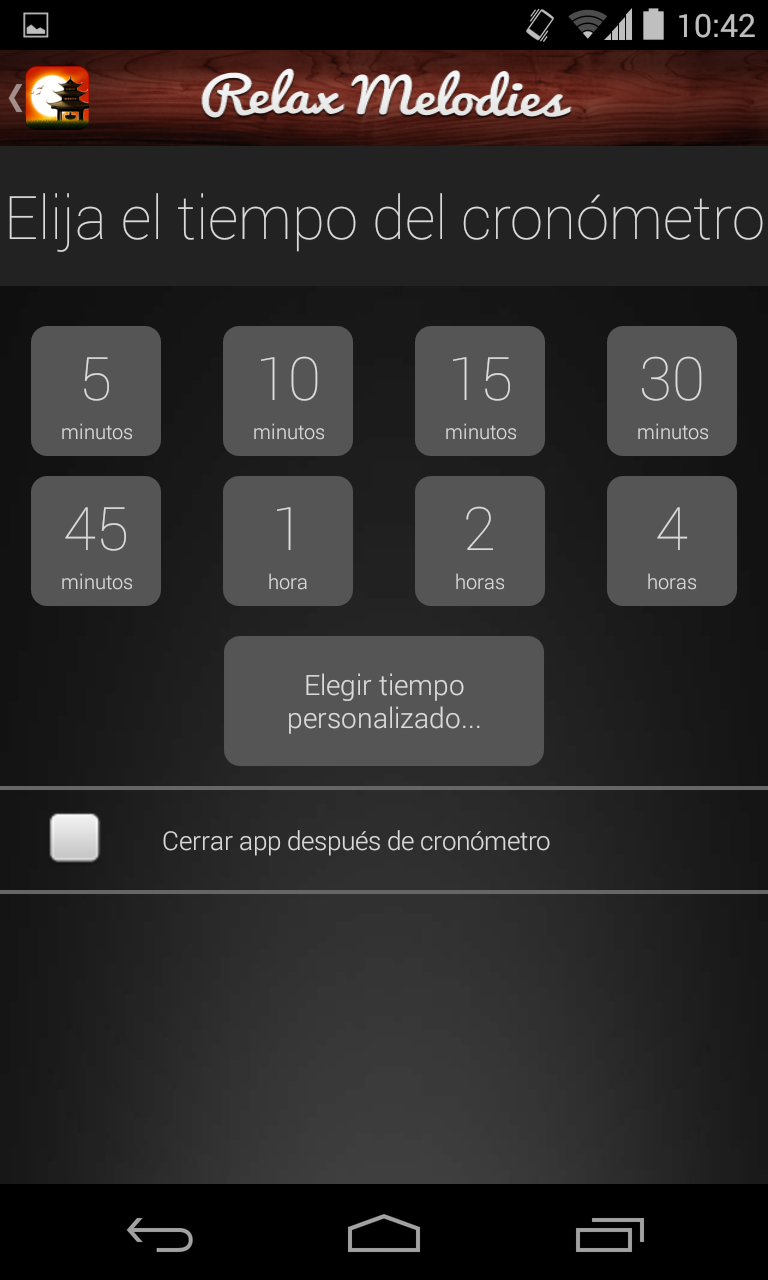 10:42
Relax Melodies
Elija el tiempo del cronómetro
5 10 15 30
minutos minutos minutos minutos
45 1 2 4
minutos hora horas horas
Elegir tiempo
personalizado...
Cerrar app después de cronómetro